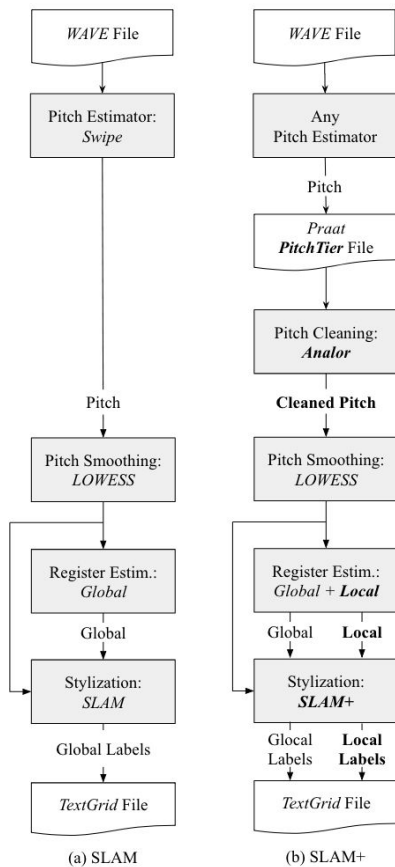 WAVE File
Pitch Estimator:
Swipe
Pitch
Pitch Smoothing:
LOWESS
Register Estim.:
Global
Global
Stylization:
SLAM
Global Labels
TextGrid File
(a) SLAM
WAVE File
Any
Pitch Estimator
Pitch
Praat
PitchTier File
Pitch Cleaning:
Analor
Cleaned Pitch
Pitch Smoothing:
LOWESS
Register Estim.:
Global + Local
Global
Local
Stylization:
SLAM+
Glocal
Labels
Local
Labels
TextGrid File
(b) SLAM+